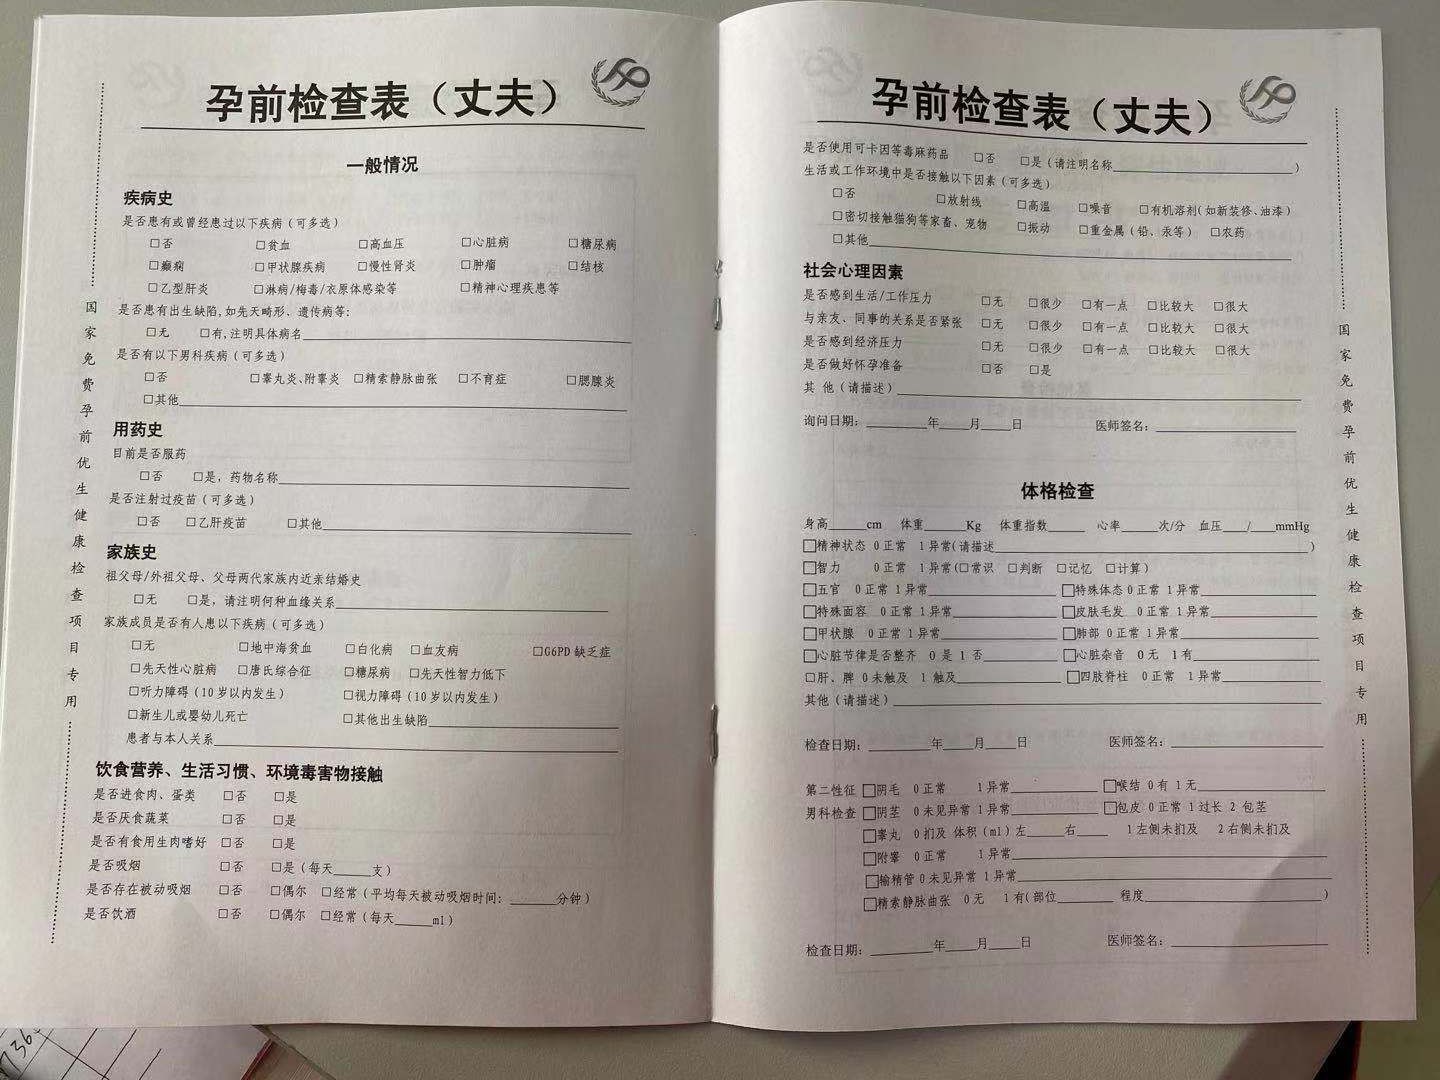 孕前检查表（丈夫）
一般情况
疾病史
是否患有或曾经患过以下疾病（可多选）
□否 □贫血 □高血压 □心脏病 □糖尿病
□癫痫 □甲状腺疾病 □慢性肾炎 □肿瘤 □结核
□乙型肝炎 □淋病/梅毒/衣原体感染等 □精神心理疾患等
是否患有出生缺陷,如先天畸形、遗传病等:
□无 □有,注明具体病名
是否有以下男科疾病（可多选）
□否 □睾丸炎、附睾炎 □精索静脉曲张 □不育症 □腮腺炎
□其他
用药史
目前是否服药
□否 □是，药物名称
是否注射过疫苗（可多选）
□否 □乙肝疫苗 □其他
家族史
祖父母/外祖父母、父母两代家族内近亲结婚史
□无 □是，请注明何种血缘关系
家族成员是否有人患以下疾病（可多选）
□无 □地中海贫血 □白化病 □血友病 □G6PD缺乏症
□先天性心脏病 □唐氏综合征 □糖尿病 □先天性智力低下
□听力障碍（10岁以内发生） □视力障碍（10岁以内发生）
□新生儿或婴幼儿死亡 □其他出生缺陷
患者与本人关系
饮食营养、生活习惯、环境毒害物接触
是否进食肉、蛋类 □否 □是
是否厌食蔬菜 □否 □是
是否有食用生肉嗜好 □否 □是
是否吸烟 □否 □是（每天____支）
是否存在被动吸烟 □否 □偶尔 □经常（平均每天被动吸烟时间：____分钟）
是否饮酒 □否 □偶尔 □经常（每天____ml）
国家免费孕前优生健康检查项目专用
孕前检查表（丈夫）
是否使用可卡因等毒麻药品 □否 □是（请注明名称____）
生活或工作环境中是否接触以下因素（可多选）
□否 □放射线 □高温 □噪音 □有机溶剂（如新装修、油漆）
□密切接触猫狗等家畜、宠物 □振动 □重金属（铅、汞等） □农药
□其他
社会心理因素
是否感到生活/工作压力 □无 □很少 □有一点 □比较大 □很大
与亲友、同事的关系是否紧张 □无 □很少 □有一点 □比较大 □很大
是否感到经济压力 □无 □很少 □有一点 □比较大 □很大
是否做好怀孕准备 □否 □是
其 他（请描述）
询问日期：____年____月____日 医师签名：
体格检查
身高____cm 体重____Kg 体重指数____ 心率____次/分 血压____/____mmHg
□精神状态 0正常 1异常（请描述____）
□智力 0正常 1异常（□常识 □判断 □记忆 □计算）
□五官 0正常 1异常____ □特殊体态 0正常 1异常
□特殊面容 0正常 1异常____ □皮肤毛发 0正常 1异常
□甲状腺 0正常 1异常____ □肺部 0正常 1异常
□心脏节律是否整齐 0是 1否____ □心脏杂音 0无 1有
□肝、脾 0未触及 1触及____ □四肢脊柱 0正常 1异常
其他（请描述）
检查日期：____年____月____日 医师签名：
第二性征 □阴毛 0正常 1异常____ □喉结 0有 1无
男科检查 □阴茎 0未见异常 1异常____ □包皮 0正常 1过长 2包茎
□睾丸 0扪及 体积（ml）左____右____ 1左侧未扪及 2右侧未扪及
□附睾 0正常 1异常
□输精管 0未见异常 1异常
□精索静脉曲张 0无 1有（部位____ 程度____）
检查日期：____年____月____日 医师签名：
国家免费孕前优生健康检查项目专用